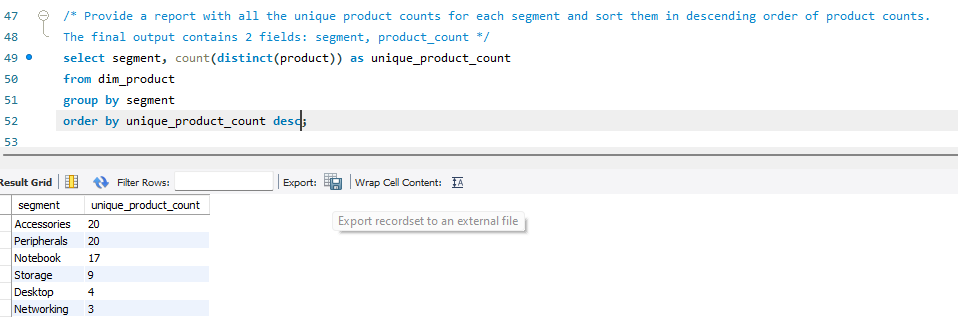 47 /* Provide a report with all the unique product counts for each segment and sort them in descending order of product counts.
48 The final output contains 2 fields: segment, product_count */
49 select segment, count(distinct(product)) as unique_product_count
50 from dim_product
51 group by segment
52 order by unique_product_count desc;
53
Result Grid Filter Rows: Export: Wrap Cell Content: IA
segment unique_product_count
Export recordset to an external file
Accessories 20
Peripherals 20
Notebook 17
Storage 9
Desktop 4
Networking 3